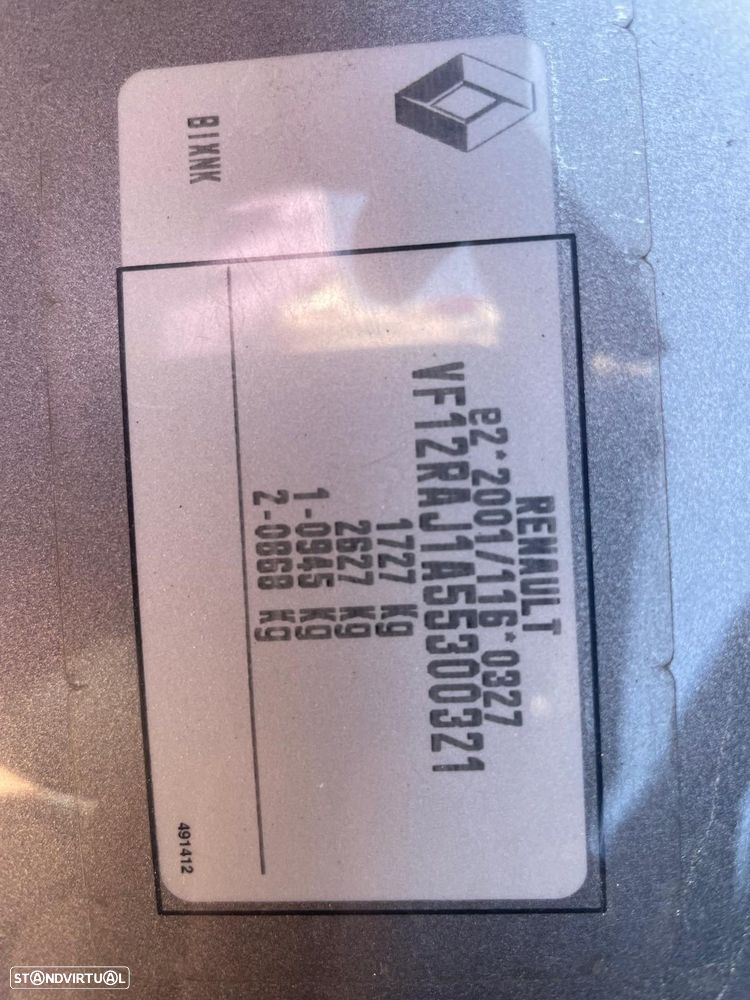 RENAULT
e2*2001/116*0327
VF12RAJ1A55300321
1727 Kg
2627 Kg
1-0945 Kg
2-0868 Kg
BIXNK
491412
STANDVIRTUAL